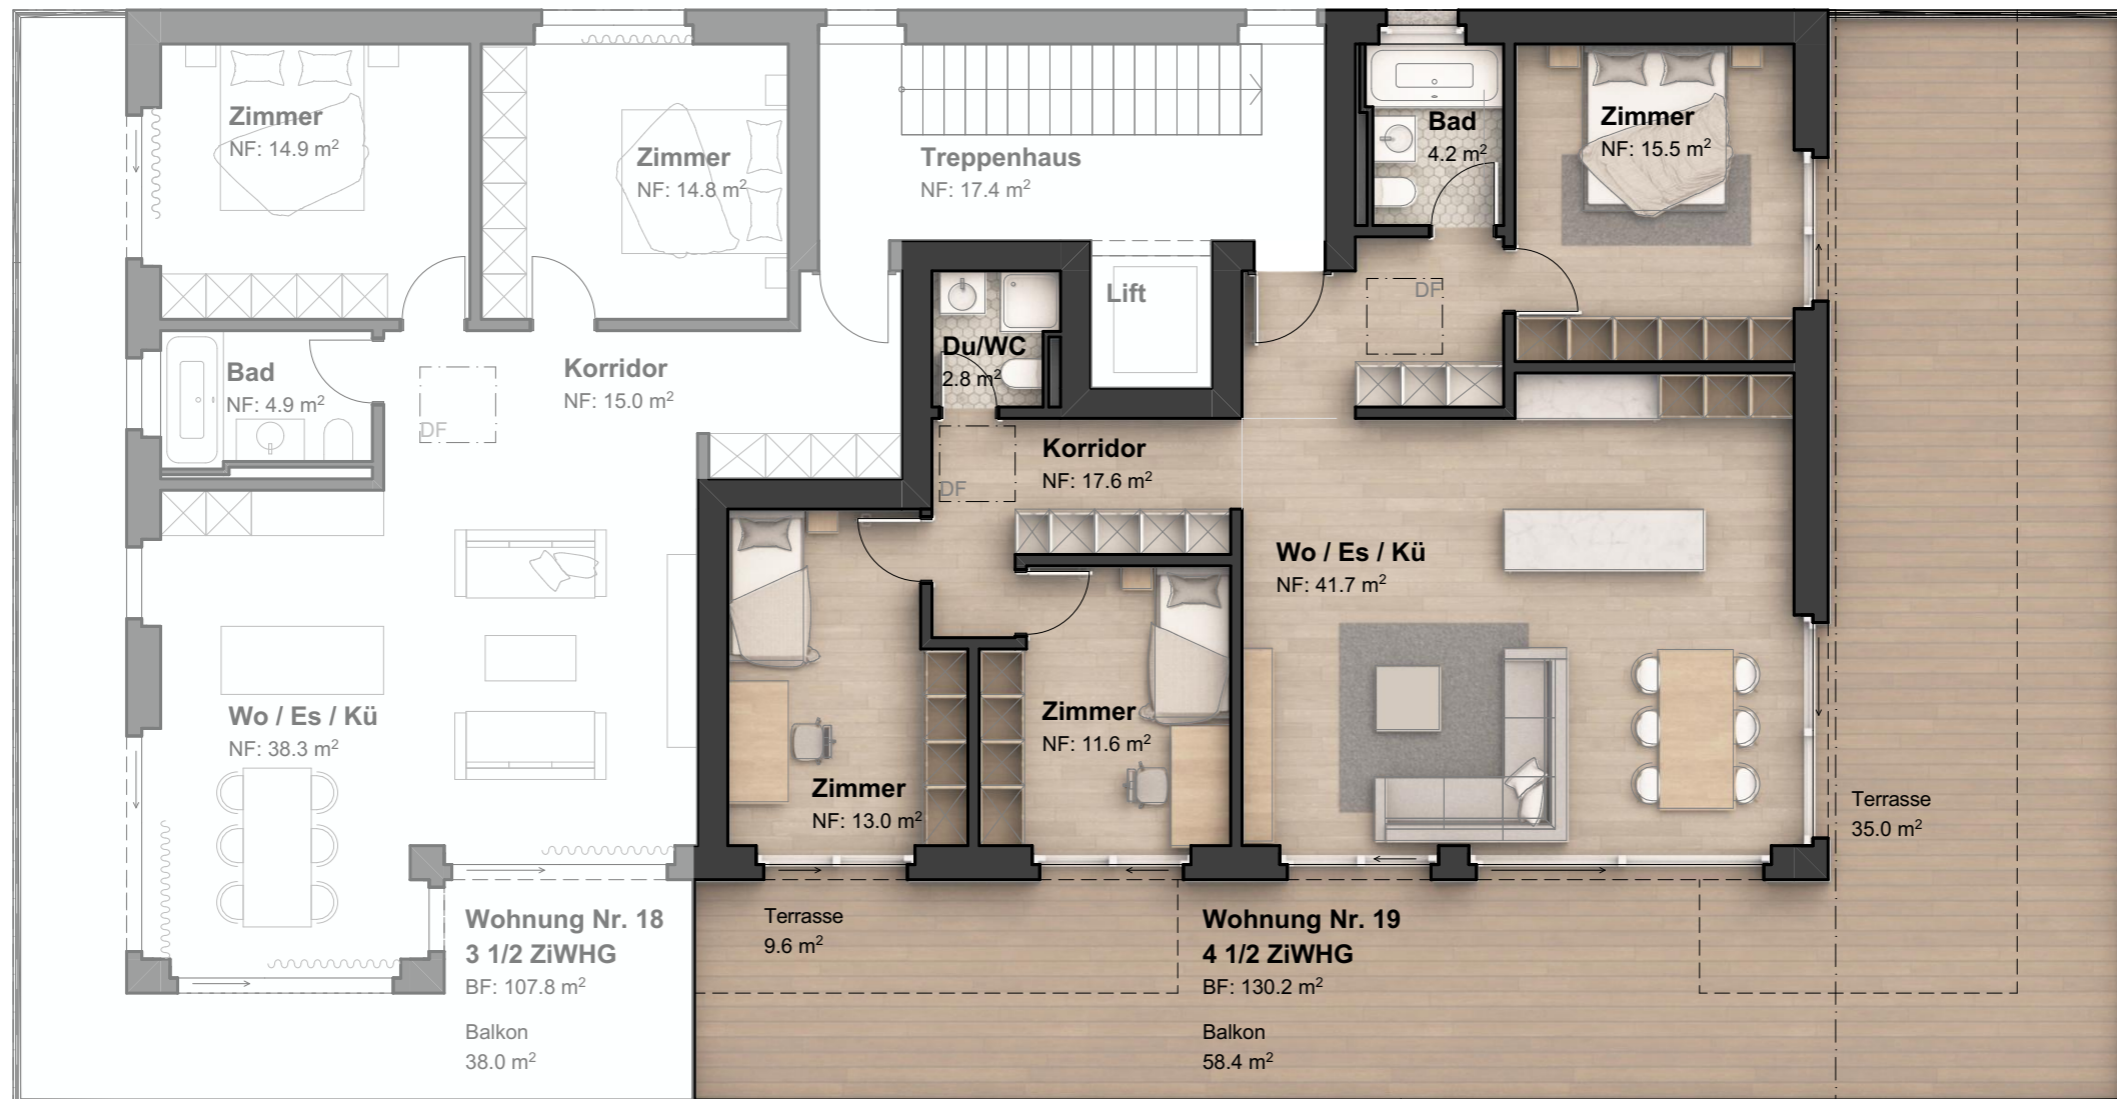 Zimmer
NF: 14.9 m²
Zimmer
NF: 14.8 m²
Treppenhaus
NF: 17.4 m²
Bad
4.2 m²
Zimmer
NF: 15.5 m²
Lift
DF
Du/WC
2.8 m²
Bad
NF: 4.9 m²
DF
Korridor
NF: 15.0 m²
Korridor
NF: 17.6 m²
DF
Wo / Es / Kü
NF: 41.7 m²
Wo / Es / Kü
NF: 38.3 m²
Zimmer
NF: 13.0 m²
Zimmer
NF: 11.6 m²
Terrasse
35.0 m²
Wohnung Nr. 18
3 1/2 ZiWHG
BF: 107.8 m²
Balkon
38.0 m²
Terrasse
9.6 m²
Wohnung Nr. 19
4 1/2 ZiWHG
BF: 130.2 m²
Balkon
58.4 m²